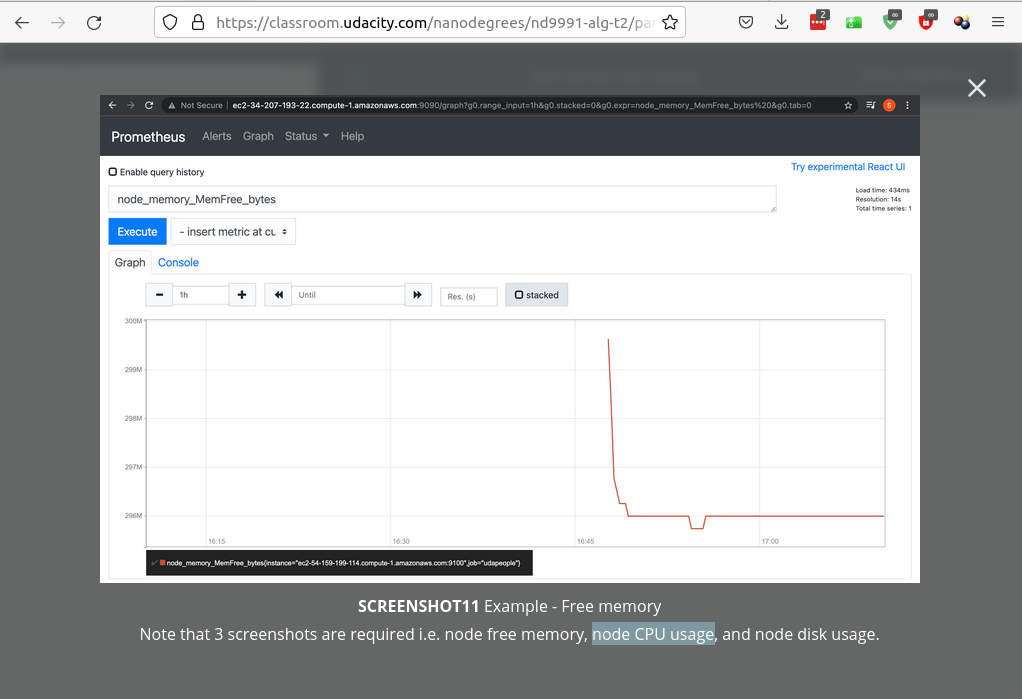 https://classroom.udacity.com/nanodegrees/nd9991-alg-t2/pa
2
∞
∞
Not Secure | ec2-34-207-193-22.compute-1.amazonaws.com:9090/graph?g0.range_input=1h&g0.stacked=0&g0.expr=node_memory_MemFree_bytes%20&g0.tab=0
S
Prometheus Alerts Graph Status Help
Enable query history
Try experimental React UI
node_memory_MemFree_bytes
Load time: 434ms
Resolution: 14s
Total time series: 1
Execute - insert metric at cu
Graph Console
1h Until Res. (s) stacked
300M
299M
298M
297M
296M
16:15 16:30 16:45 17:00
node_memory_MemFree_bytes{instance="ec2-54-159-199-114.compute-1.amazonaws.com:9100",job="udapeople"}
SCREENSHOT11 Example - Free memory
Note that 3 screenshots are required i.e. node free memory, node CPU usage, and node disk usage.